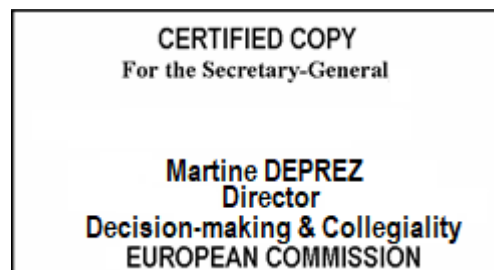 CERTIFIED COPY
For the Secretary-General
Martine DEPREZ
Director
Decision-making & Collegiality
EUROPEAN COMMISSION